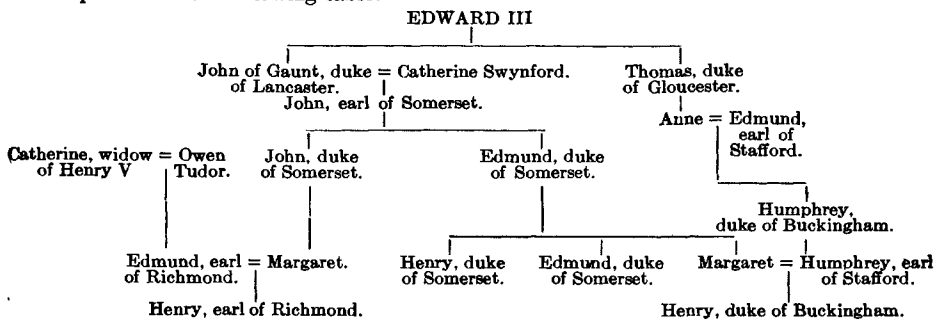 EDWARD III
John of Gaunt, duke = Catherine Swynford.
of Lancaster.
Thomas, duke
of Gloucester.
John, earl of Somerset.
Anne = Edmund,
earl of
Stafford.
Catherine, widow = Owen
of Henry V Tudor.
John, duke
of Somerset.
Edmund, duke
of Somerset.
Humphrey,
duke of Buckingham.
Edmund, earl = Margaret.
of Richmond.
Henry, duke
of Somerset.
Edmund, duke
of Somerset.
Margaret = Humphrey, earl
of Stafford.
Henry, earl of Richmond.
Henry, duke of Buckingham.